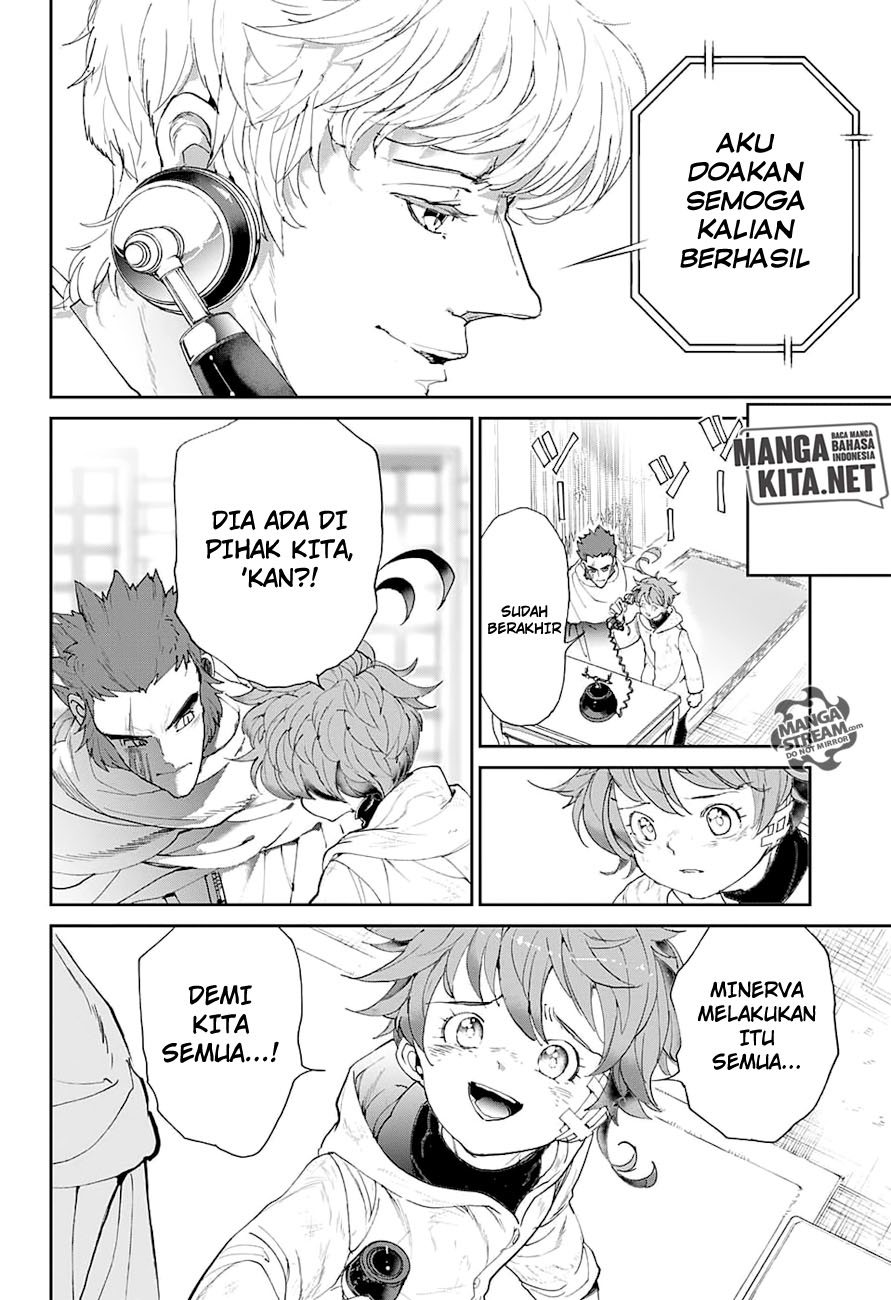 AKU
DOAKAN
SEMOGA
KALIAN
BERHASIL
MANGA
KITA.NET
BACA MANGA
BAHASA
INDONESIA
SUDAH
BERAKHIR
DIA ADA DI
PIHAK KITA,
'KAN?!
MANGA
STREAM.com
DO NOT MIRROR
MINERVA
MELAKUKAN
ITU
SEMUA...
DEMI
KITA
SEMUA...!